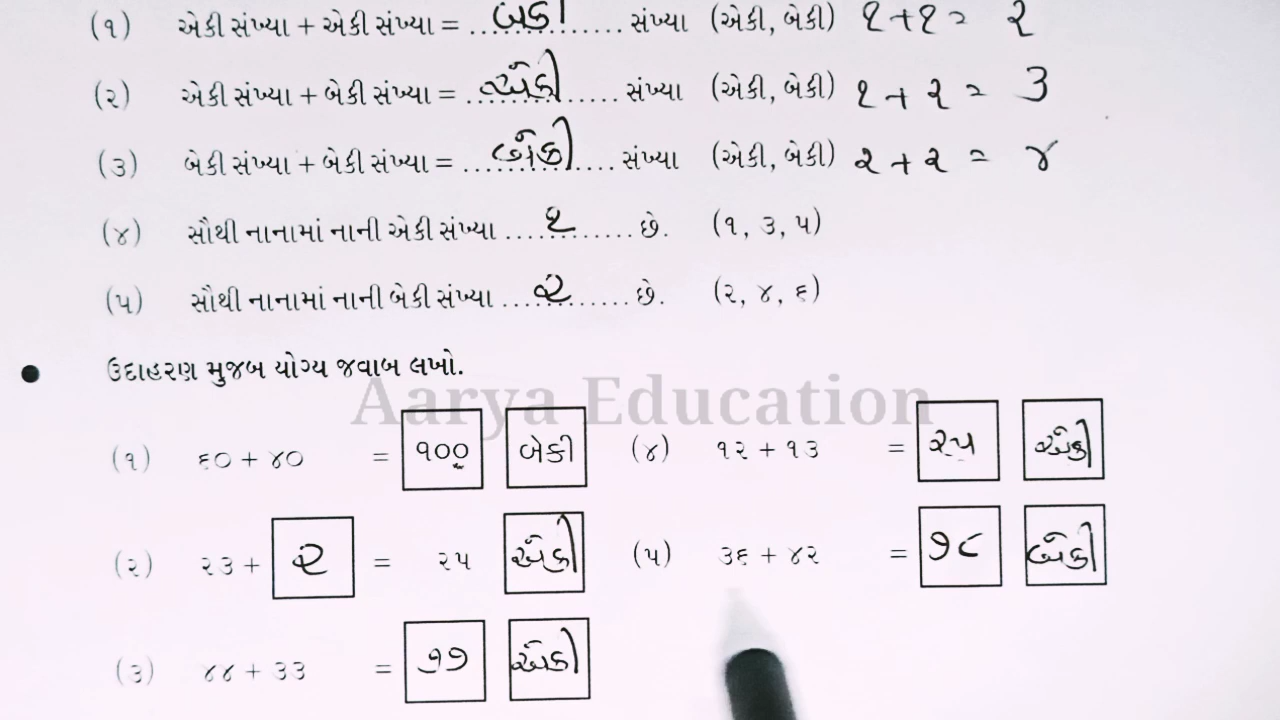 (૧) એકી સંખ્યા + એકી સંખ્યા = ...બેકી... સંખ્યા (એકી, બેકી) ૧+૧ = ૨
(૨) એકી સંખ્યા + બેકી સંખ્યા = ...એકી... સંખ્યા (એકી, બેકી) ૧+૨ = ૩
(૩) બેકી સંખ્યા + બેકી સંખ્યા = ...બેકી... સંખ્યા (એકી, બેકી) ૨+૨ = ૪
(૪) સૌથી નાનામાં નાની એકી સંખ્યા ...૧... છે. (૧, ૩, ૫)
(૫) સૌથી નાનામાં નાની બેકી સંખ્યા ...૨... છે. (૨, ૪, ૬)
● ઉદાહરણ મુજબ યોગ્ય જવાબ લખો.
Aarya Education
(૧) ૬૦ + ૪૦ = ૧૦૦ બેકી (૪) ૧૨ + ૧૩ = ૨૫ એકી
(૨) ૨૩ + ૨ = ૨૫ એકી (૫) ૩૬ + ૪૨ = ૭૮ બેકી
(૩) ૪૪ + ૩૩ = ૭૭ એકી